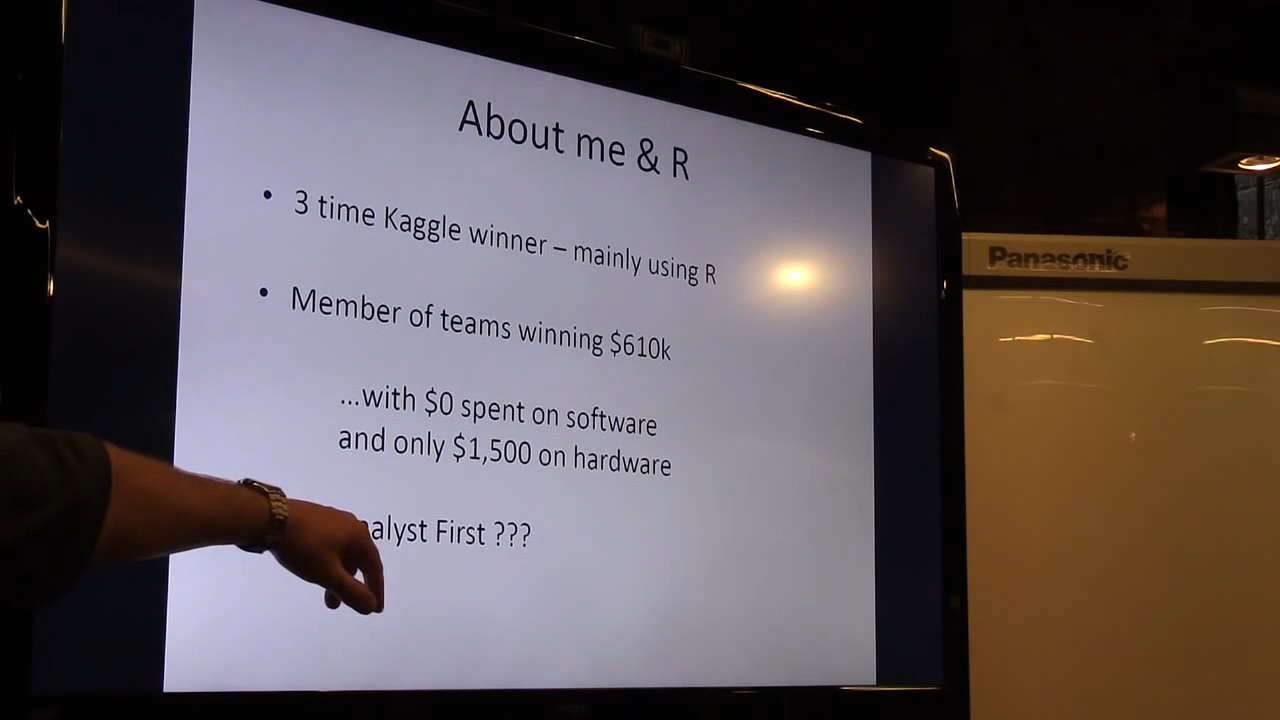 About me & R
• 3 time Kaggle winner – mainly using R
• Member of teams winning $610k
...with $0 spent on software
and only $1,500 on hardware
First ???
Panasonic